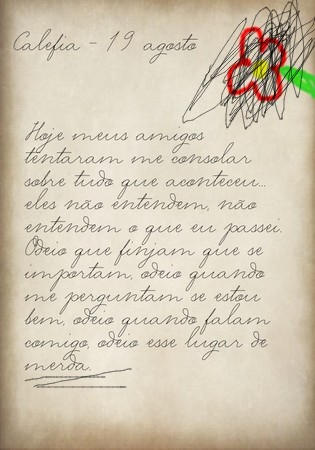 Calefia - 19 agosto
Hoje meus amigos
tentaram me consolar
sobre tudo que aconteceu...
eles não entendem, não
entendem o que eu passei.
Odeio que finjam que se
importam, odeio quando
me perguntam se estou
bem, odeio quando falam
comigo, odeio esse lugar de
merda.